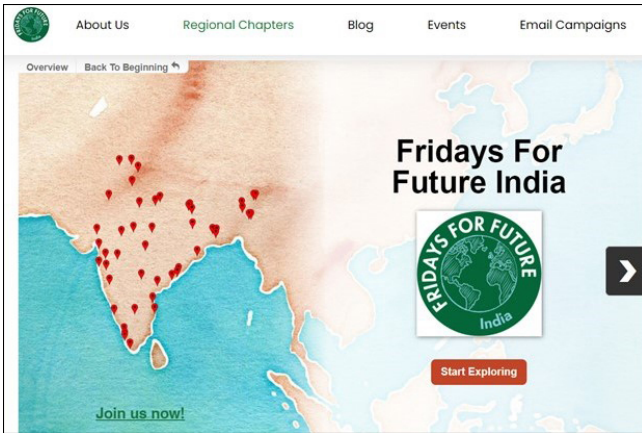 About Us
Regional Chapters
Blog
Events
Email Campaigns
Overview
Back To Beginning
Fridays For
Future India
FRIDAYS FOR FUTURE
India
Start Exploring
Join us now!